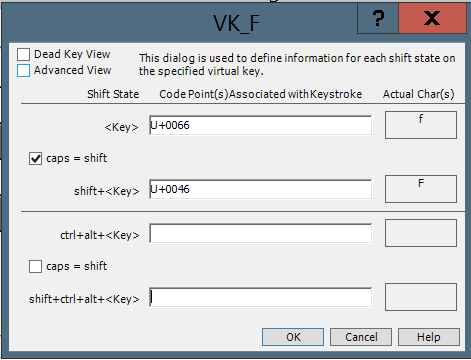 VK_F
?
X
Dead Key View
Advanced View
This dialog is used to define information for each shift state on
the specified virtual key.
Shift State Code Point(s)Associated withKeystroke Actual Char(s)
<Key> U+0066 f
caps = shift
shift+<Key> U+0046 F
ctrl+alt+<Key>
caps = shift
shift+ctrl+alt+<Key>
OK Cancel Help